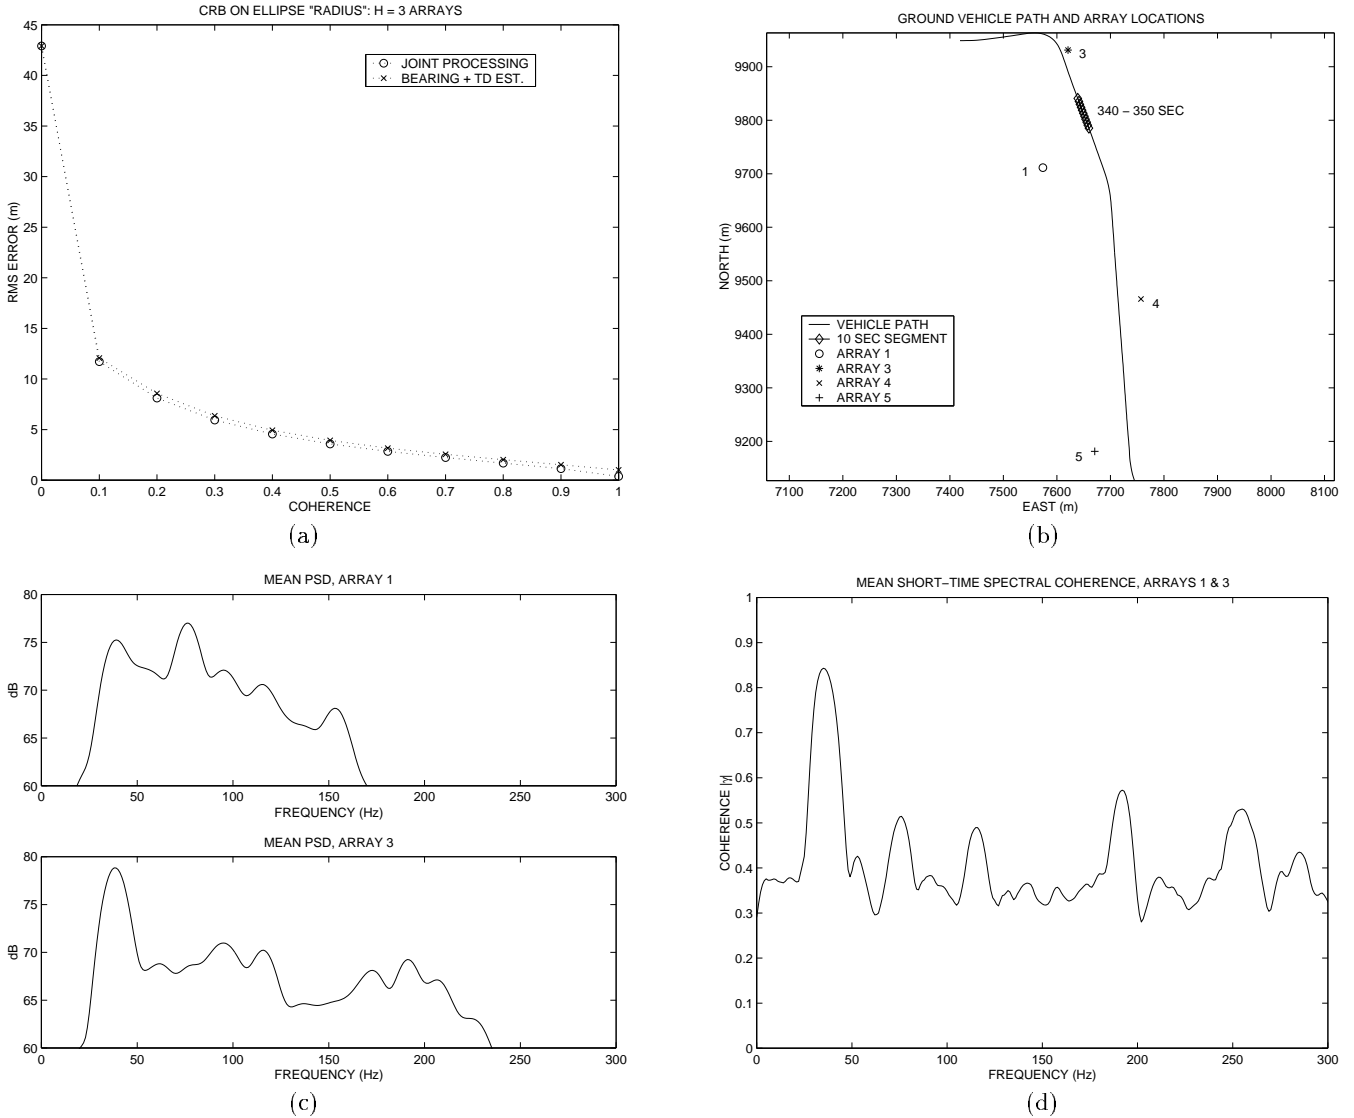 CRB ON ELLIPSE "RADIUS": H = 3 ARRAYS
45
40
35
30
25
20
15
10
5
0
RMS ERROR (m)
JOINT PROCESSING
BEARING + TD EST.
0 0.1 0.2 0.3 0.4 0.5 0.6 0.7 0.8 0.9 1
COHERENCE
(a)
GROUND VEHICLE PATH AND ARRAY LOCATIONS
9900
9800
9700
9600
9500
9400
9300
9200
NORTH (m)
3
340 – 350 SEC
1
4
5
VEHICLE PATH
10 SEC SEGMENT
ARRAY 1
ARRAY 3
ARRAY 4
ARRAY 5
7100 7200 7300 7400 7500 7600 7700 7800 7900 8000 8100
EAST (m)
(b)
MEAN PSD, ARRAY 1
80
75
70
65
60
dB
0 50 100 150 200 250 300
FREQUENCY (Hz)
MEAN PSD, ARRAY 3
80
75
70
65
60
dB
0 50 100 150 200 250 300
FREQUENCY (Hz)
(c)
MEAN SHORT–TIME SPECTRAL COHERENCE, ARRAYS 1 & 3
1
0.9
0.8
0.7
0.6
0.5
0.4
0.3
0.2
0.1
0
COHERENCE |γ|
0 50 100 150 200 250 300
FREQUENCY (Hz)
(d)